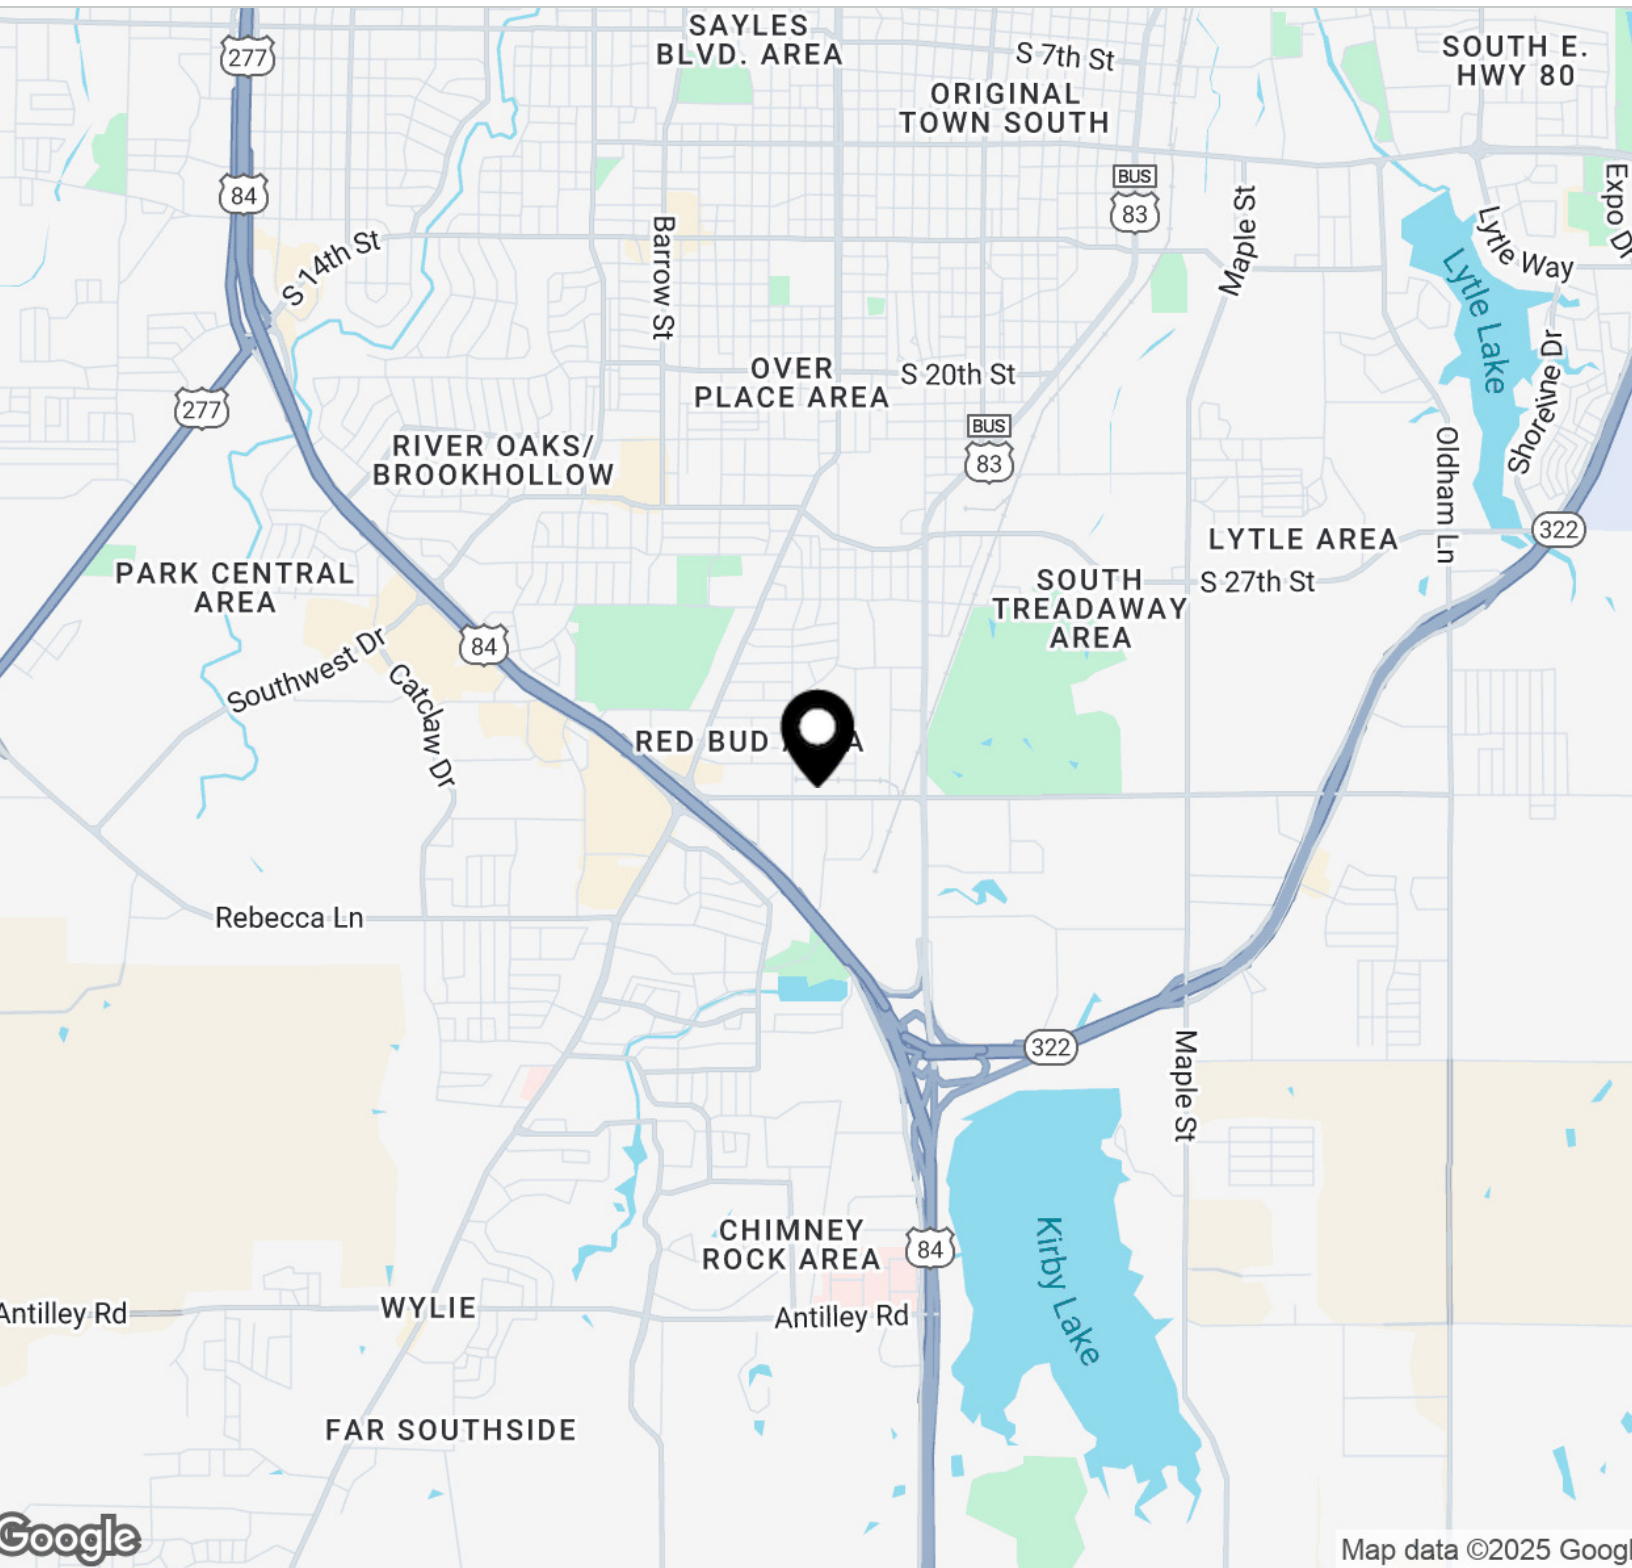 SAYLES
BLVD. AREA
S 7th St
SOUTH E.
HWY 80
277
ORIGINAL
TOWN SOUTH
84
BUS
83
Maple St
Expo Dr
Lytle Way
S 14th St
Barrow St
Lytle Lake
OVER
PLACE AREA
S 20th St
Shoreline Dr
277
BUS
83
RIVER OAKS/
BROOKHOLLOW
Oldham Ln
322
LYTLE AREA
PARK CENTRAL
AREA
SOUTH
TREADAWAY
AREA
S 27th St
84
Southwest Dr
Catclaw Dr
RED BUD
Rebecca Ln
322
Maple St
CHIMNEY
ROCK AREA
84
Kirby Lake
Antilley Rd
WYLIE
Antilley Rd
FAR SOUTHSIDE
Google
Map data ©2025 Googl